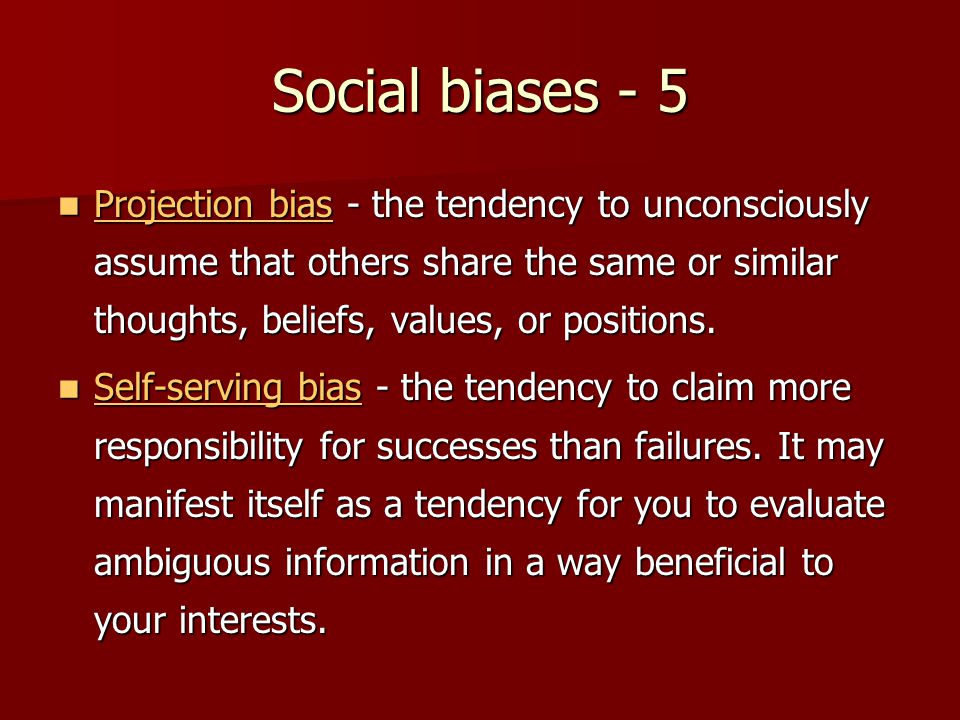 Social biases - 5
Projection bias - the tendency to unconsciously
assume that others share the same or similar
thoughts, beliefs, values, or positions.
Self-serving bias - the tendency to claim more
responsibility for successes than failures. It may
manifest itself as a tendency for you to evaluate
ambiguous information in a way beneficial to
your interests.